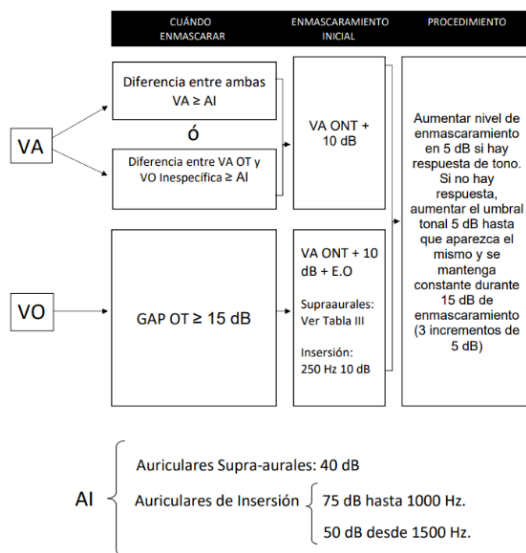 CUÁNDO
ENMASCARAR
ENMASCARAMIENTO
INICIAL
PROCEDIMIENTO
VA
Diferencia entre ambas
VA ≥ AI
ó
Diferencia entre VA OT y
VO Inespecífica ≥ AI
VA ONT +
10 dB
VO
GAP OT ≥ 15 dB
VA ONT + 10
dB + E.O
Supraaurales:
Ver Tabla III
Insersión:
250 Hz 10 dB
Aumentar nivel de
enmascaramiento
en 5 dB si hay
respuesta de tono.
Si no hay
respuesta,
aumentar el umbral
tonal 5 dB hasta
que aparezca el
mismo y se
mantenga
constante durante
15 dB de
enmascaramiento
(3 incrementos de
5 dB)
AI
Auriculares Supra-aurales: 40 dB
Auriculares de Inserción
75 dB hasta 1000 Hz.
50 dB desde 1500 Hz.